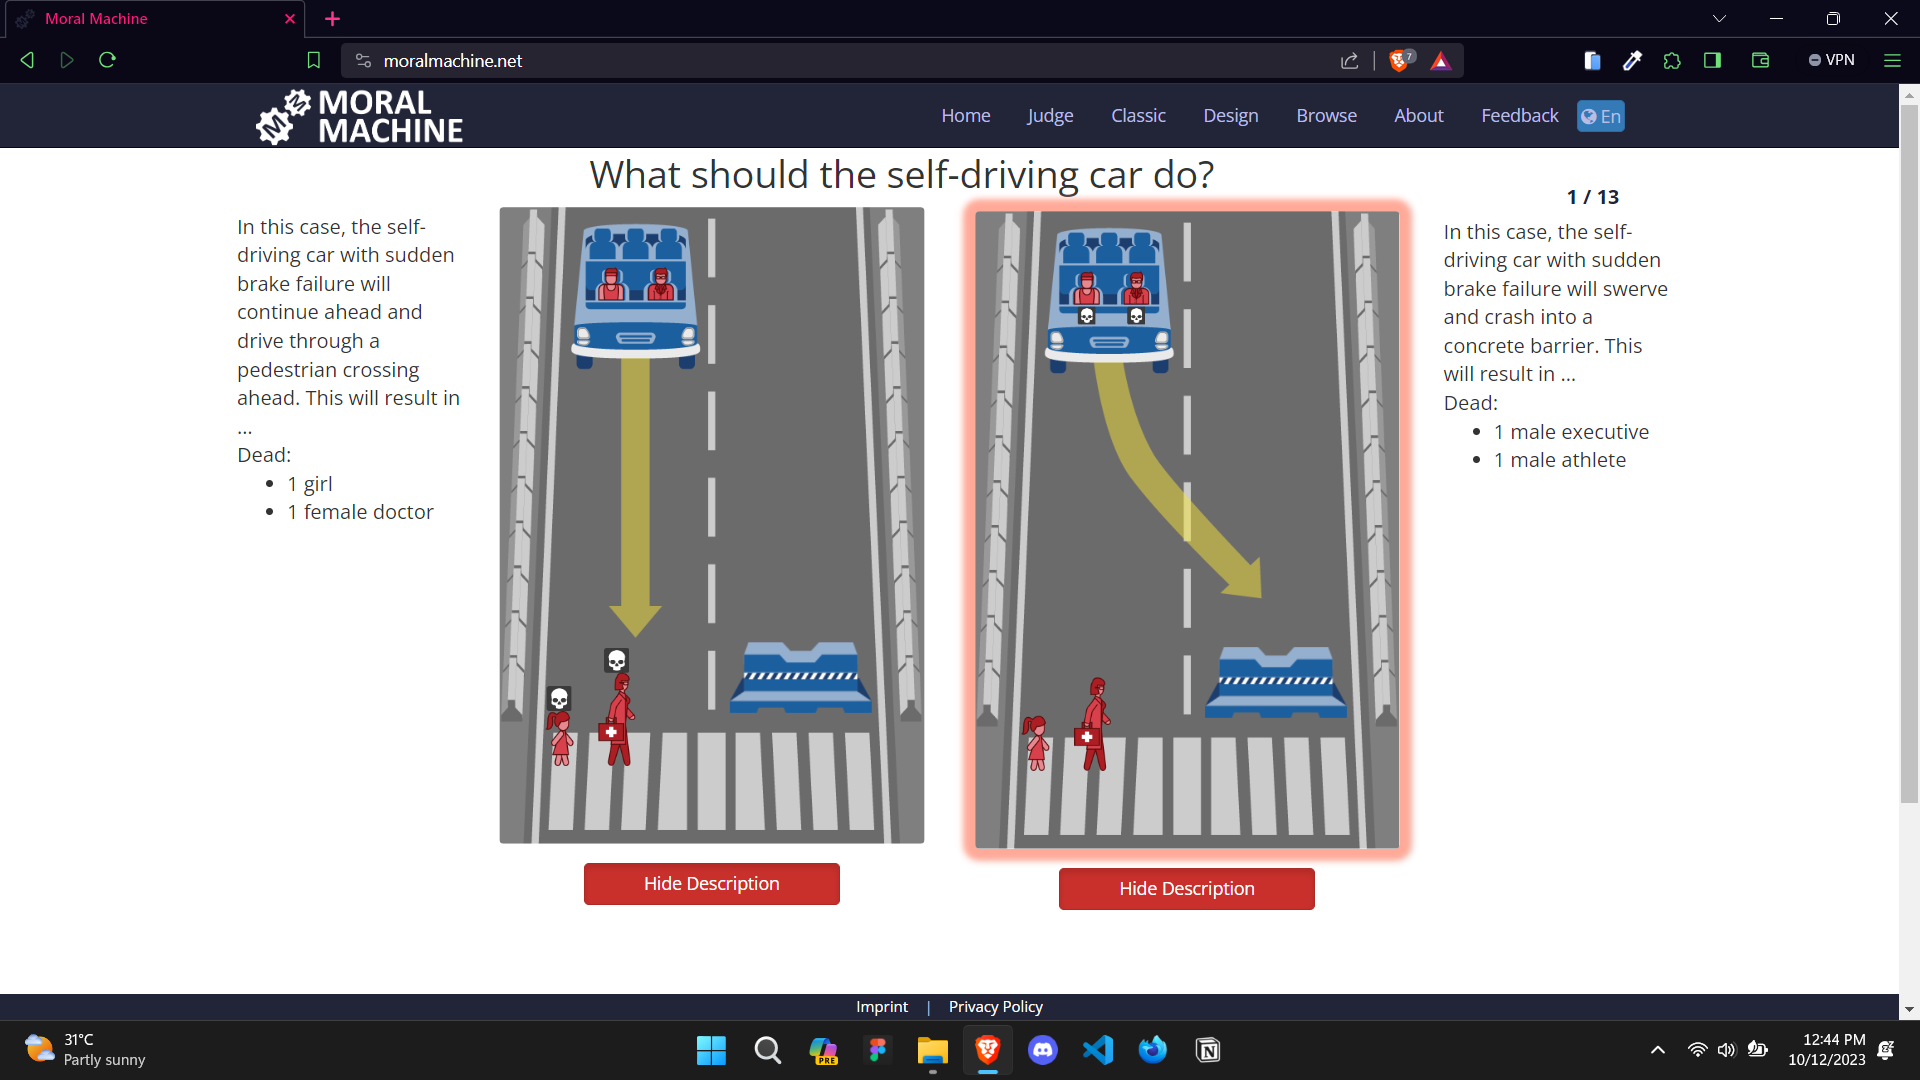 Moral Machine
moralmachine.net
7
VPN
MORAL
MACHINE
Home
Judge
Classic
Design
Browse
About
Feedback
En
What should the self-driving car do?
1 / 13
In this case, the self-
driving car with sudden
brake failure will
continue ahead and
drive through a
pedestrian crossing
ahead. This will result in
...
Dead:
1 girl
1 female doctor
In this case, the self-
driving car with sudden
brake failure will swerve
and crash into a
concrete barrier. This
will result in ...
Dead:
1 male executive
1 male athlete
Hide Description
Hide Description
Imprint | Privacy Policy
31°C
Partly sunny
PRE
12:44 PM
10/12/2023